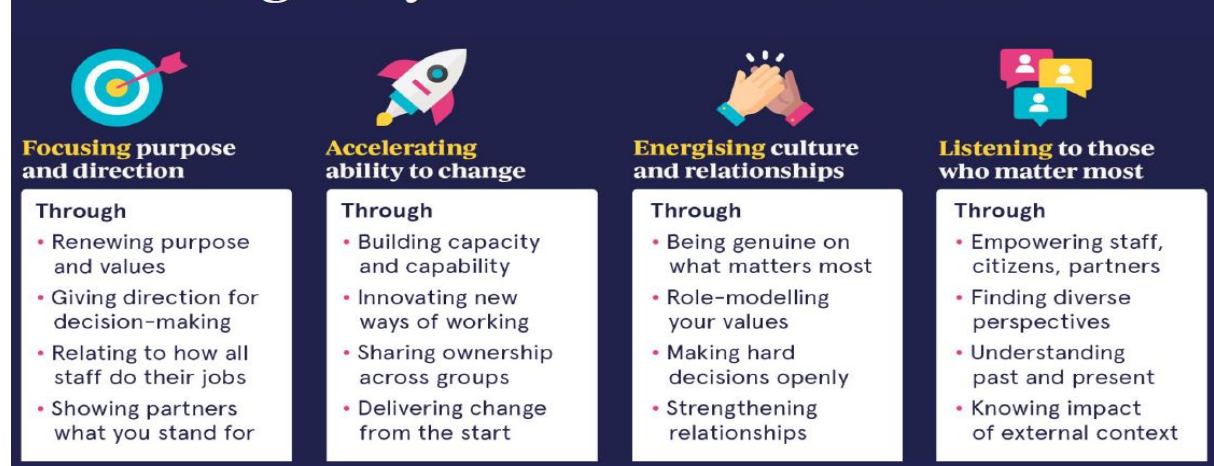 Focusing purpose
and direction
Through
• Renewing purpose
and values
• Giving direction for
decision-making
• Relating to how all
staff do their jobs
• Showing partners
what you stand for
Accelerating
ability to change
Through
• Building capacity
and capability
• Innovating new
ways of working
• Sharing ownership
across groups
• Delivering change
from the start
Energising culture
and relationships
Through
• Being genuine on
what matters most
• Role-modelling
your values
• Making hard
decisions openly
• Strengthening
relationships
Listening to those
who matter most
Through
• Empowering staff,
citizens, partners
• Finding diverse
perspectives
• Understanding
past and present
• Knowing impact
of external context